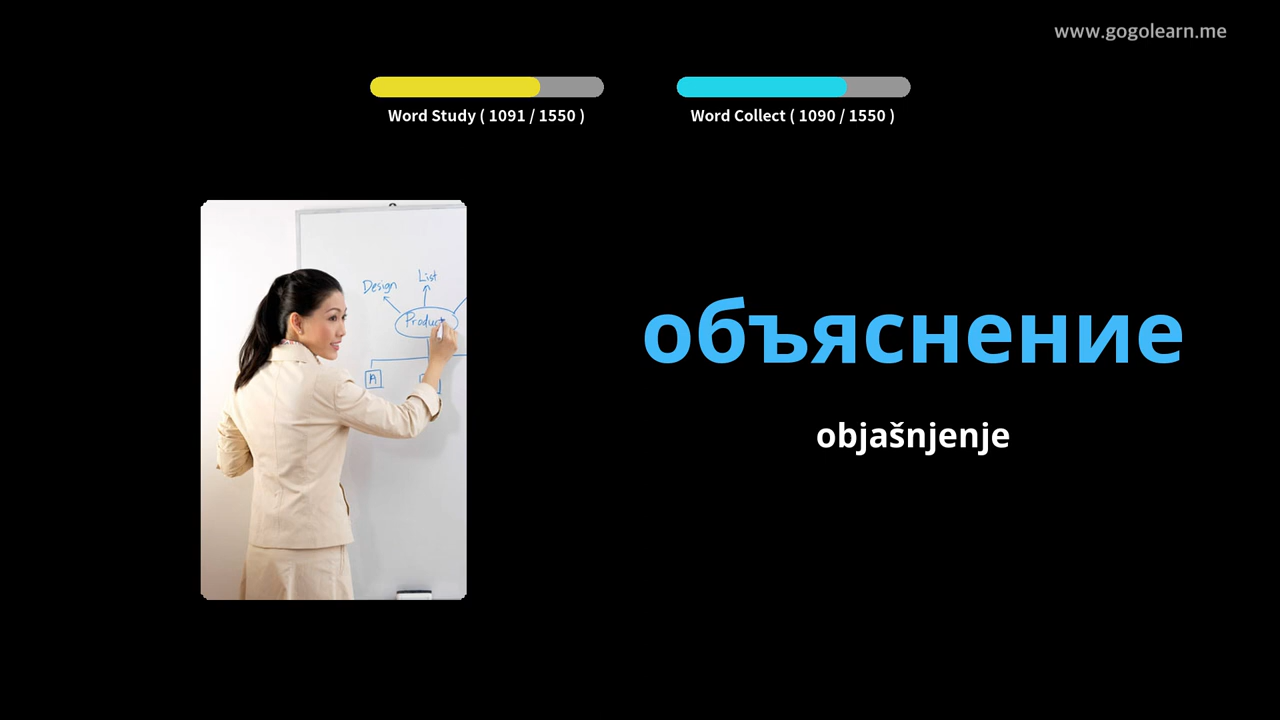 www.gogolearn.me
Word Study ( 1091 / 1550 )
Word Collect ( 1090 / 1550 )
Design
List
Product
A
объяснение
objašnjenje